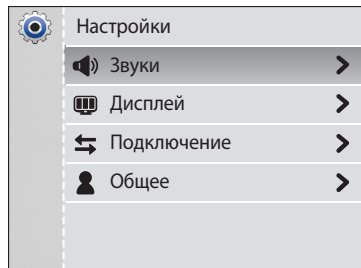 Настройки
Звуки
Дисплей
Подключение
Общее